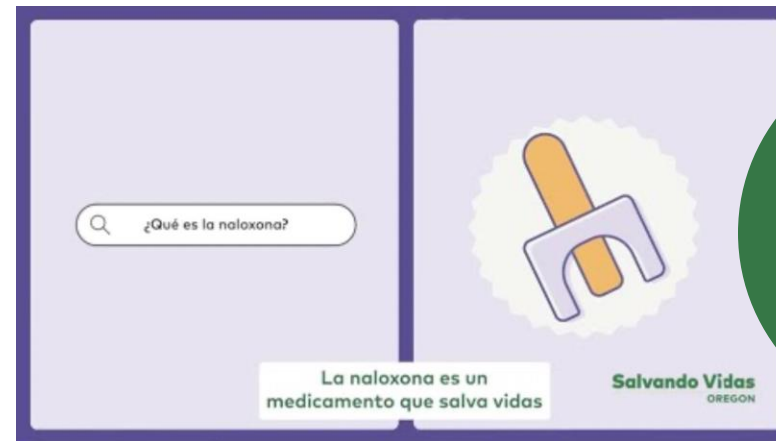 ¿Qué es la naloxona?
La naloxona es un
medicamento que salva vidas
Salvando Vidas
OREGON